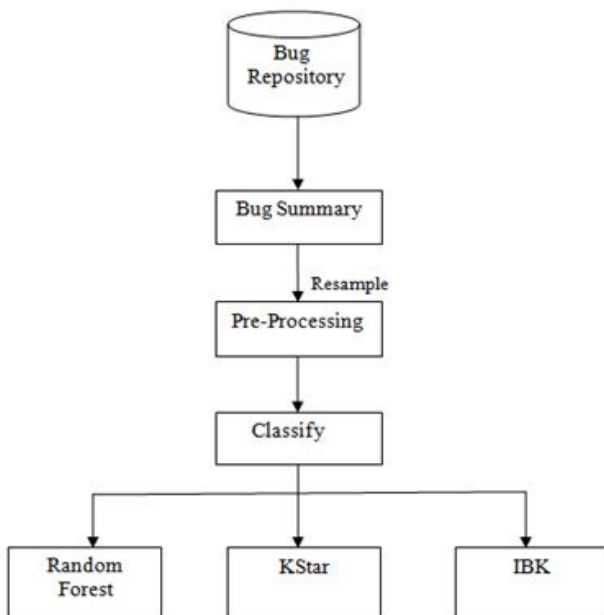 Bug
Repository
Bug Summary
Resample
Pre-Processing
Classify
Random
Forest
KStar
IBK